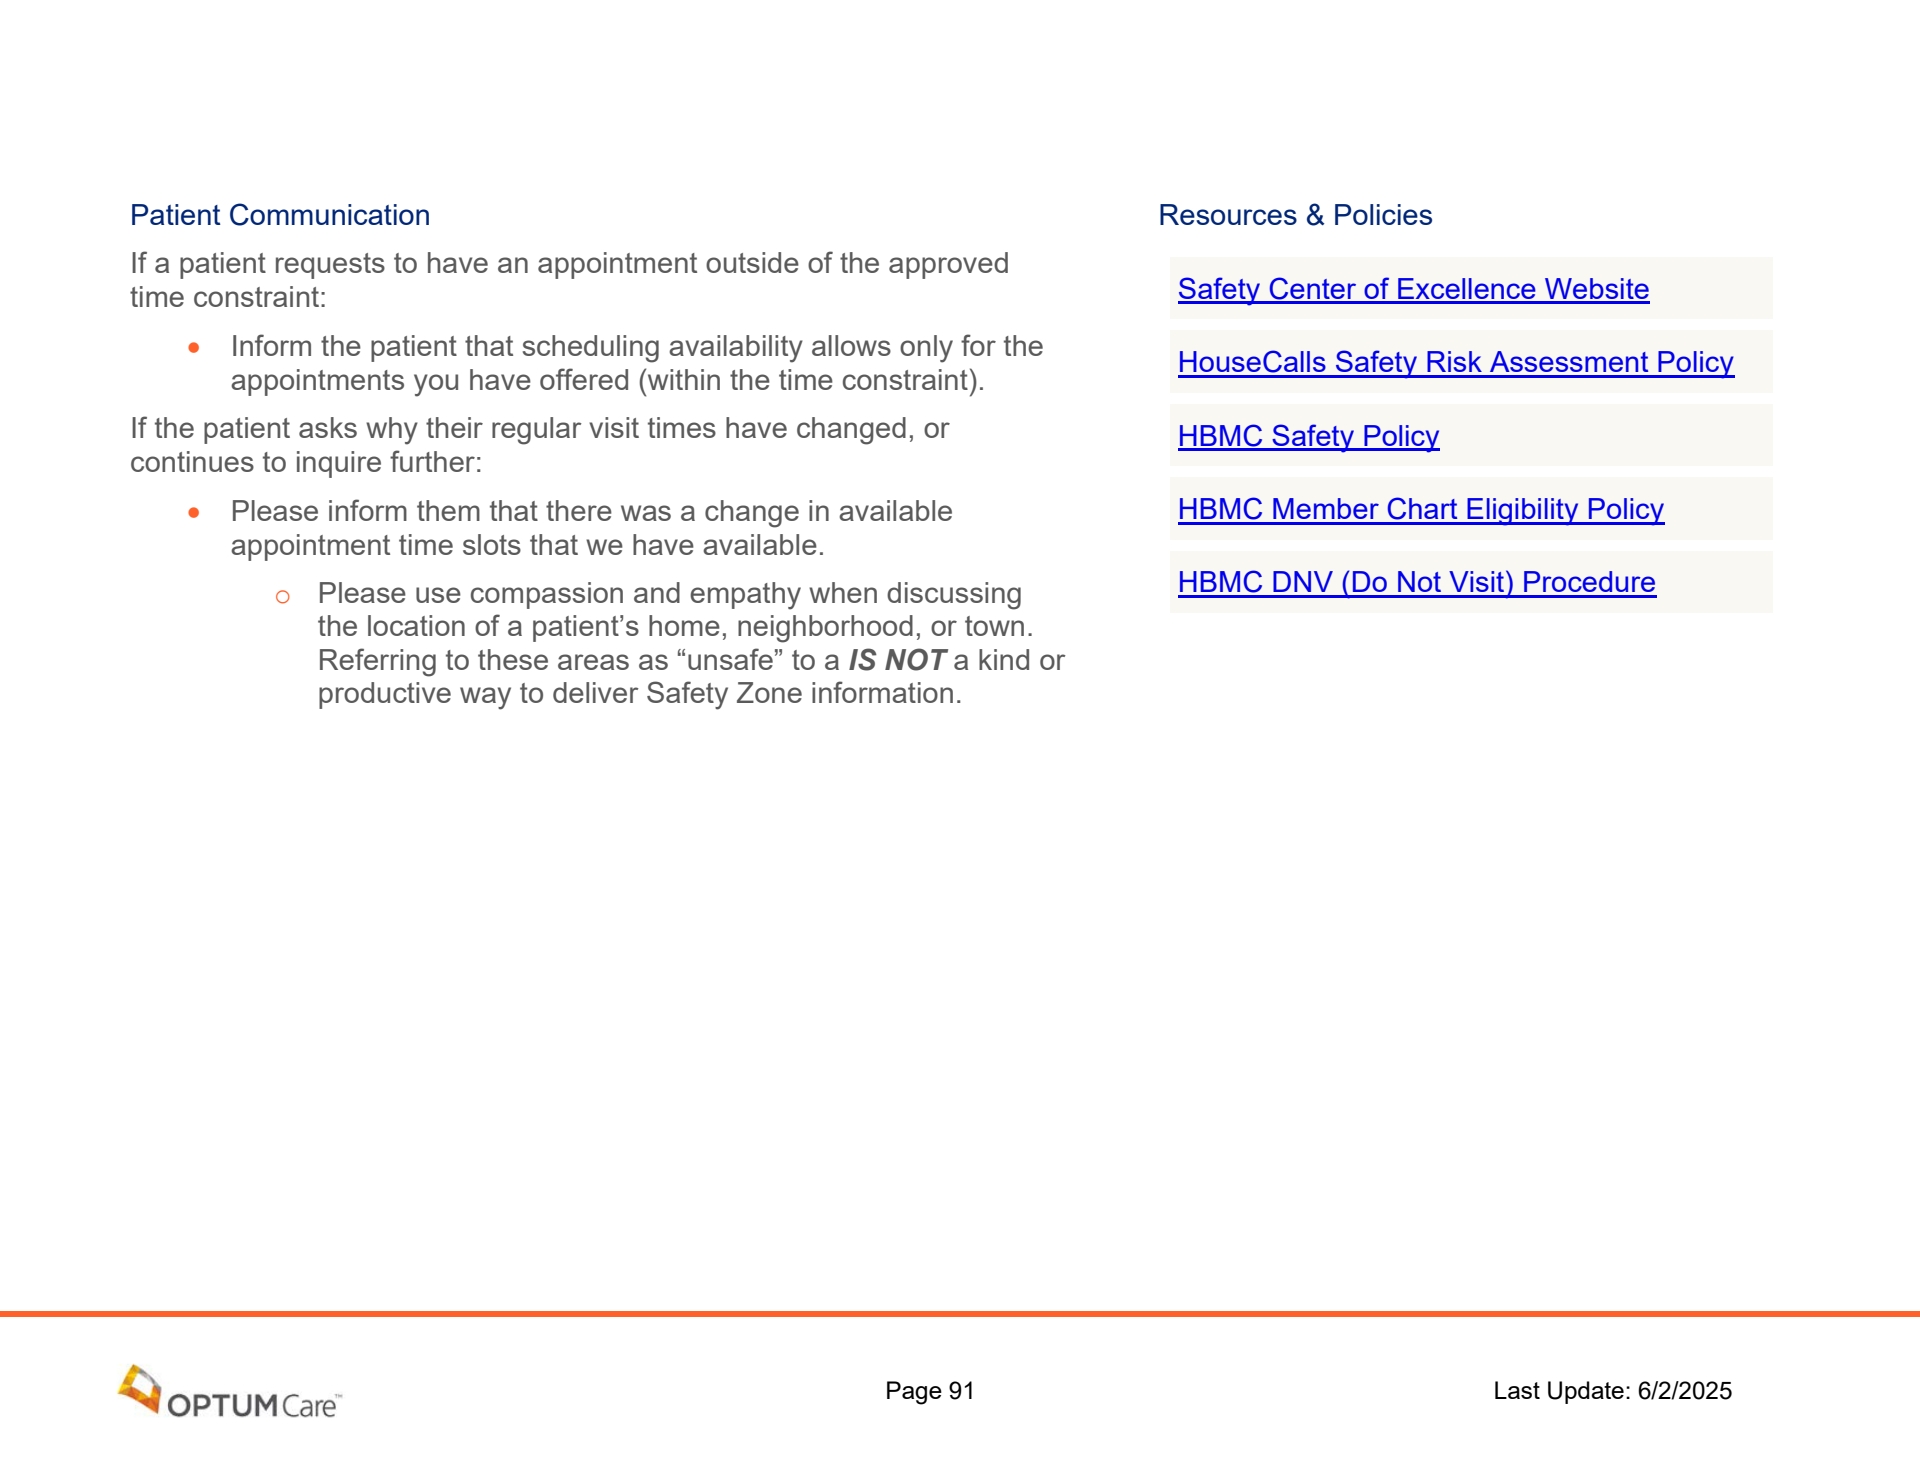 Patient Communication
If a patient requests to have an appointment outside of the approved
time constraint:
• Inform the patient that scheduling availability allows only for the
appointments you have offered (within the time constraint).
If the patient asks why their regular visit times have changed, or
continues to inquire further:
• Please inform them that there was a change in available
appointment time slots that we have available.
○ Please use compassion and empathy when discussing
the location of a patient’s home, neighborhood, or town.
Referring to these areas as “unsafe” to a IS NOT a kind or
productive way to deliver Safety Zone information.
Resources & Policies
Safety Center of Excellence Website
HouseCalls Safety Risk Assessment Policy
HBMC Safety Policy
HBMC Member Chart Eligibility Policy
HBMC DNV (Do Not Visit) Procedure
OPTUM Care™
Page 91
Last Update: 6/2/2025